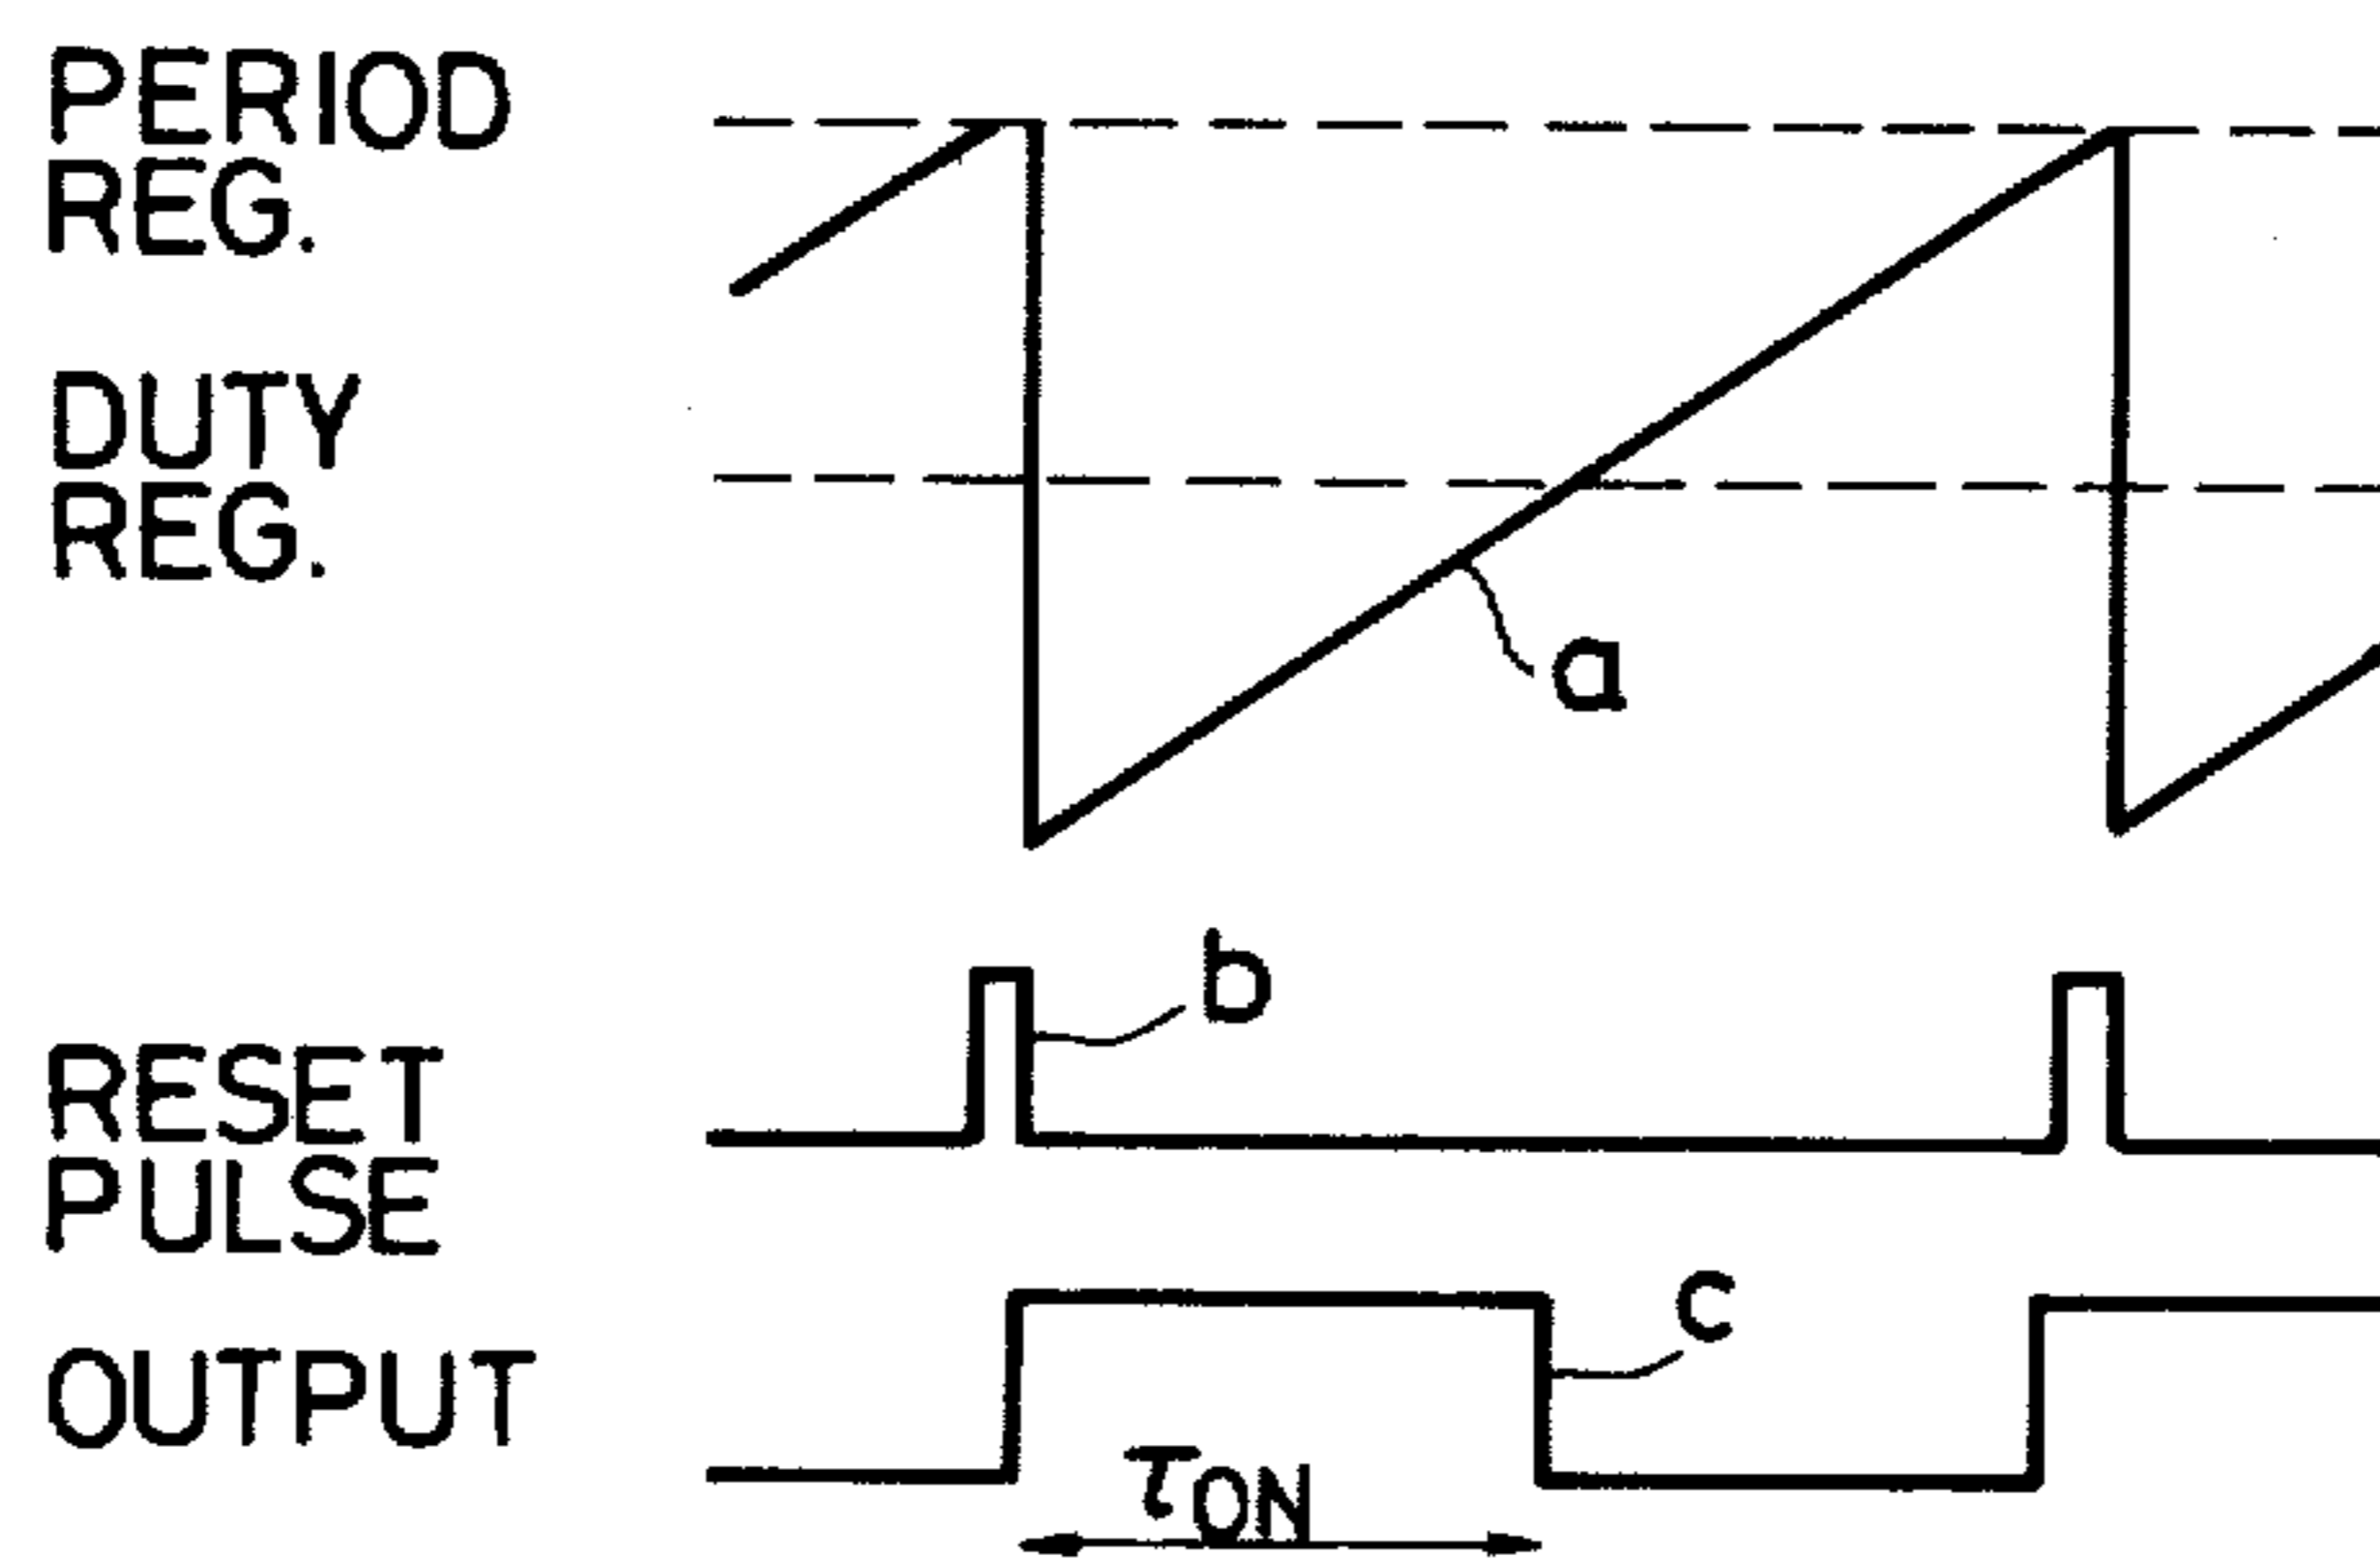 PERIOD
REG.
DUTY
REG.
a
b
RESET
PULSE
c
OUTPUT
τON